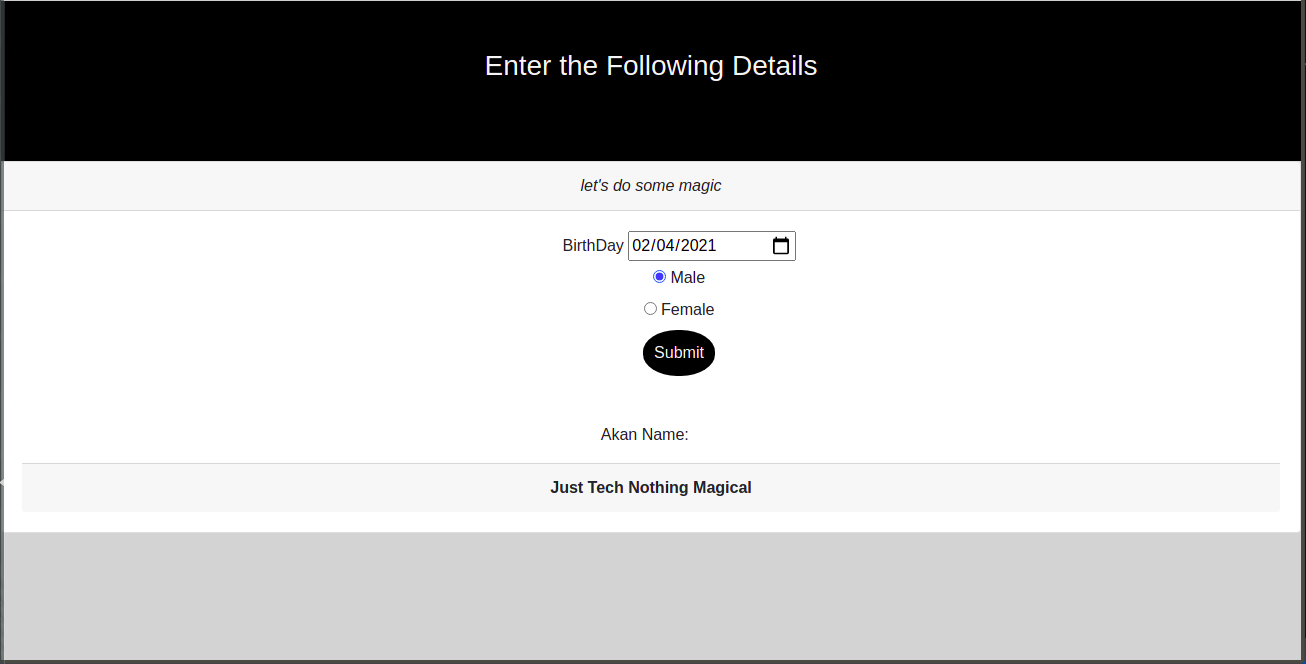 Enter the Following Details
let's do some magic
BirthDay 02/04/2021
Male
Female
Submit
Akan Name:
Just Tech Nothing Magical